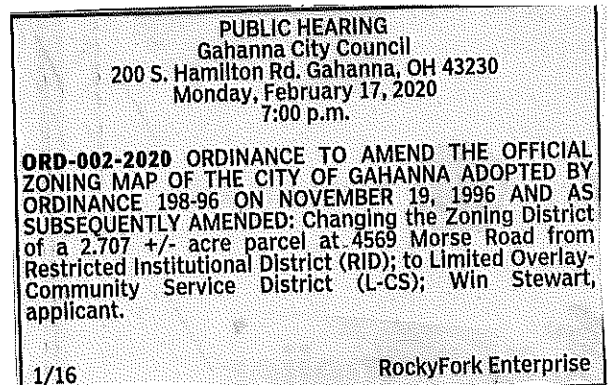 PUBLIC HEARING
Gahanna City Council
200 S. Hamilton Rd. Gahanna, OH 43230
Monday, February 17, 2020
7:00 p.m.
ORD-002-2020 ORDINANCE TO AMEND THE OFFICIAL
ZONING MAP OF THE CITY OF GAHANNA ADOPTED BY
ORDINANCE 198-96 ON NOVEMBER 19, 1996 AND AS
SUBSEQUENTLY AMENDED: Changing the Zoning District
of a 2.707 +/- acre parcel at 4569 Morse Road from
Restricted Institutional District (RID); to Limited Overlay-
Community Service District (L-CS); Win Stewart,
applicant.
1/16 RockyFork Enterprise